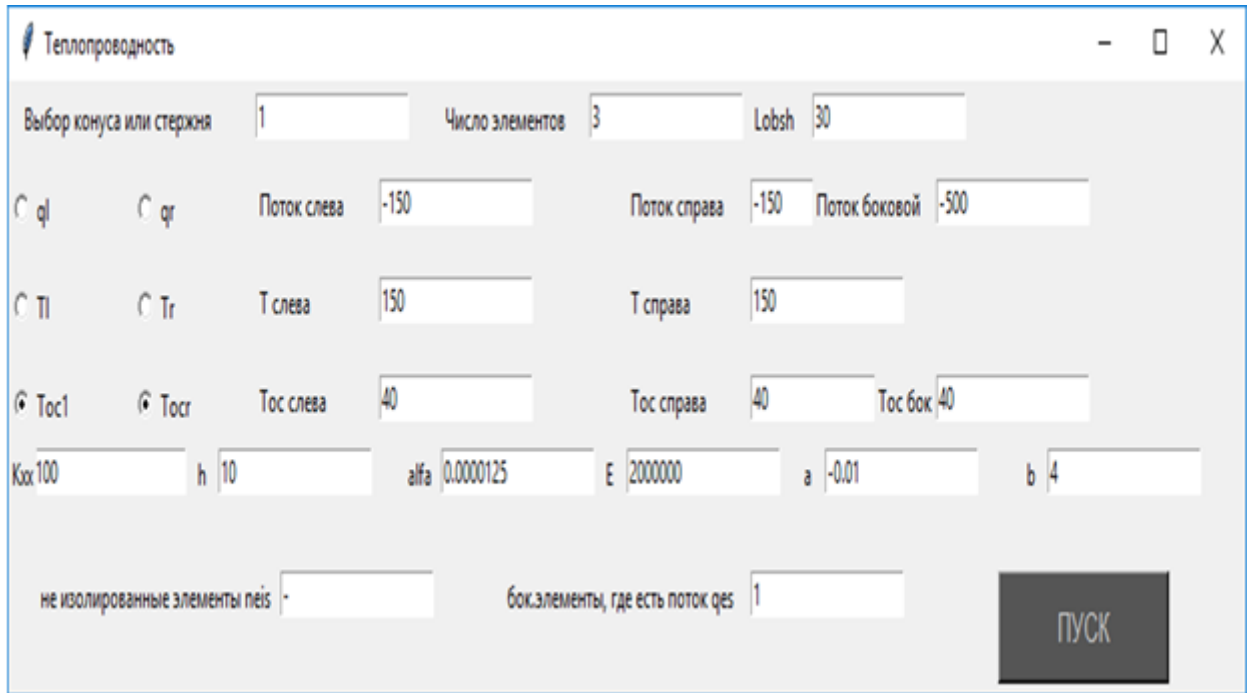 Теплопроводность
Выбор конуса или стержня 1 Число элементов 3 Lobsh 30
ql qr Поток слева -150 Поток справа -150 Поток боковой -500
Tl Tr Т слева 150 Т справа 150
Toc1 Tocr Тос слева 40 Тос справа 40 Тос бок 40
Kxx 100 h 10 alfa 0.0000125 E 2000000 a -0.01 b 4
не изолированные элементы neis - бок.элементы, где есть поток qes 1
ПУСК